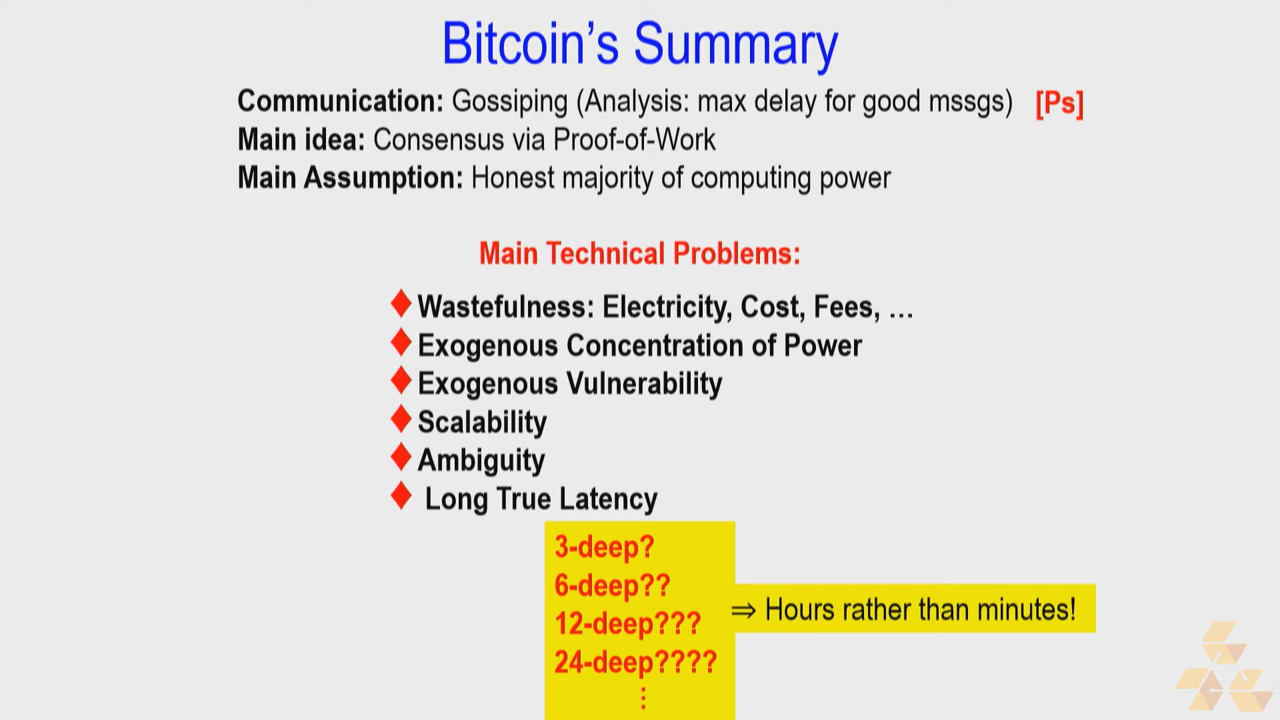 Bitcoin's Summary
Communication: Gossiping (Analysis: max delay for good mssgs) [Ps]
Main idea: Consensus via Proof-of-Work
Main Assumption: Honest majority of computing power
Main Technical Problems:
Wastefulness: Electricity, Cost, Fees, …
Exogenous Concentration of Power
Exogenous Vulnerability
Scalability
Ambiguity
Long True Latency
3-deep?
6-deep??
12-deep???
⇒ Hours rather than minutes!
24-deep????
⋮